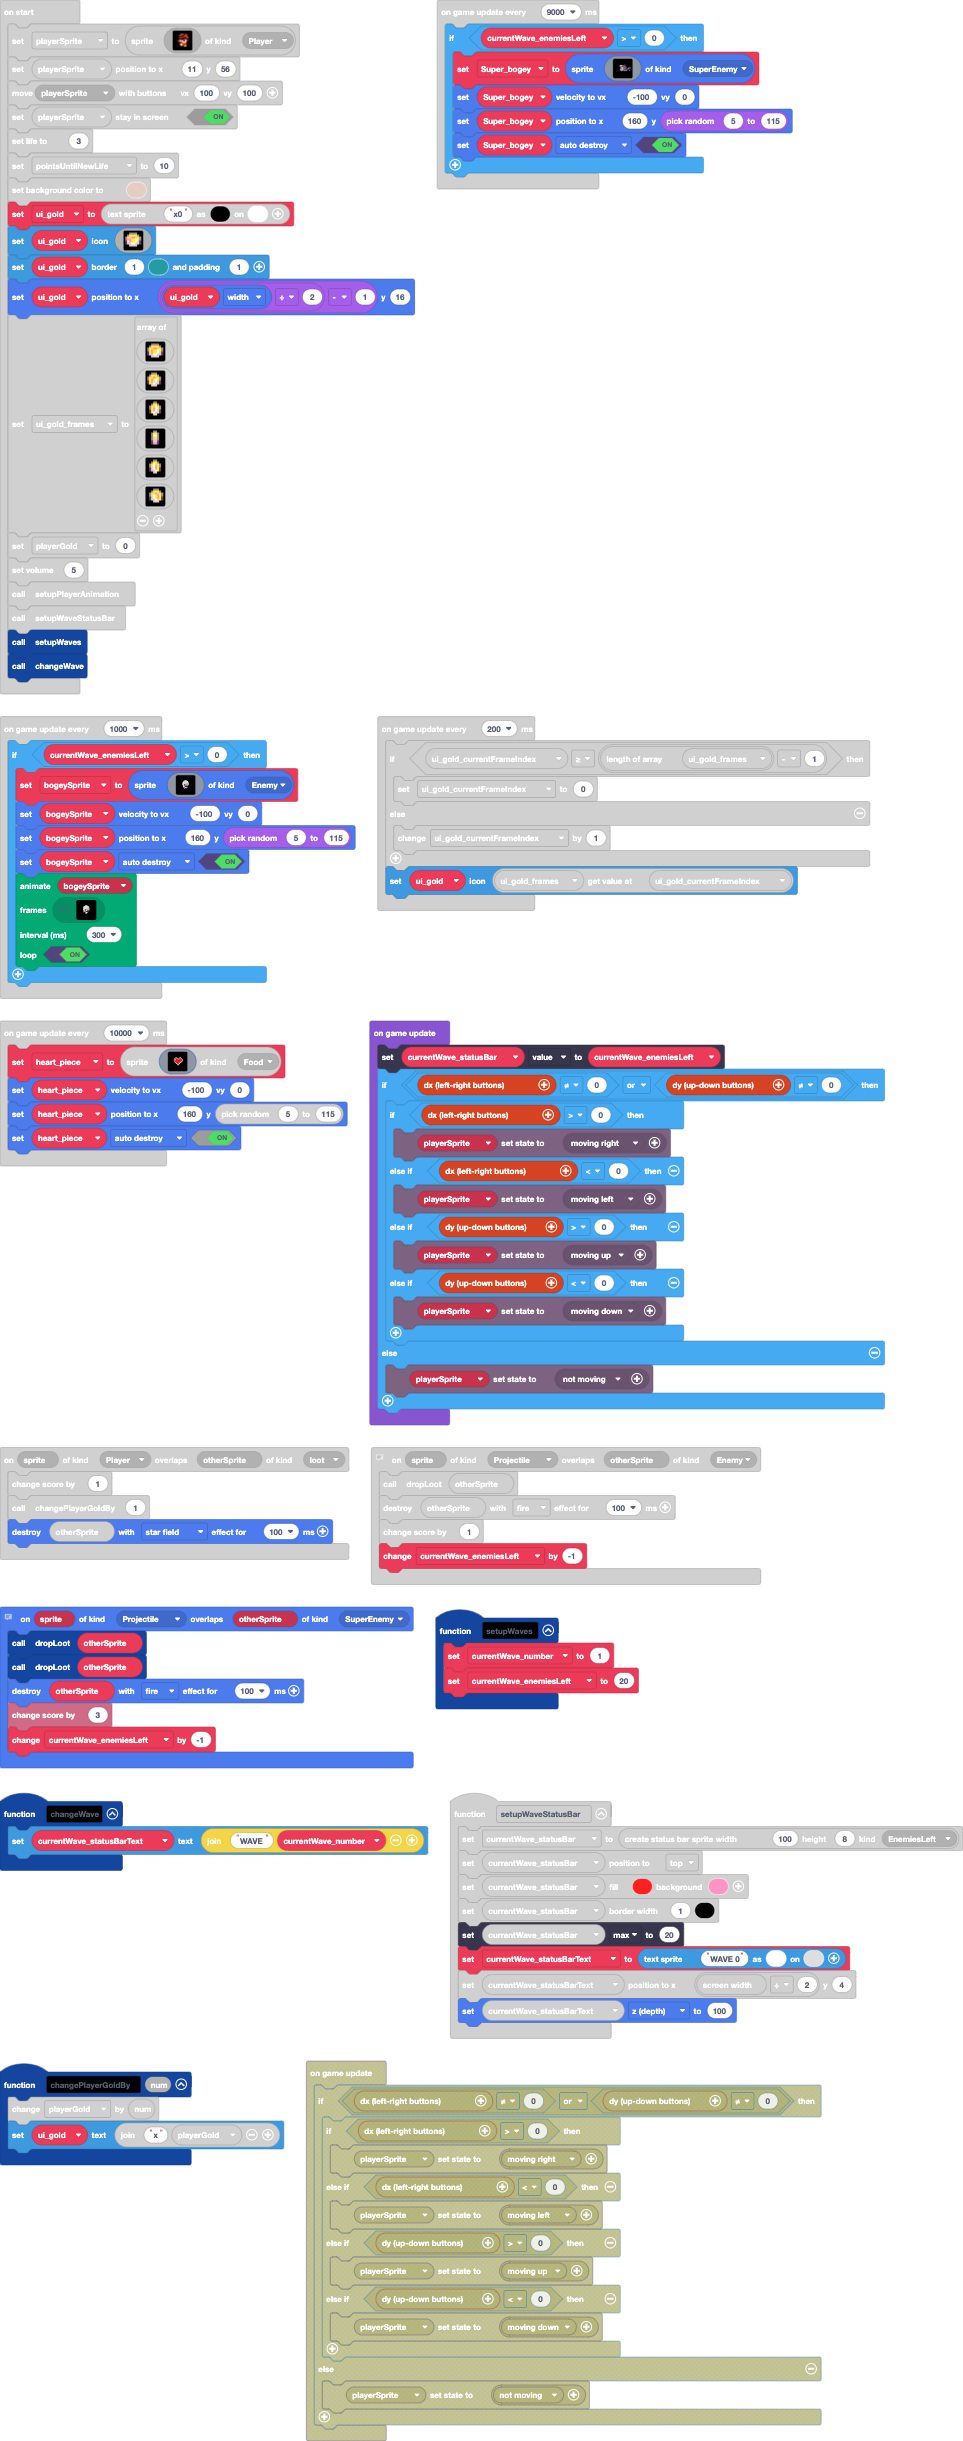 on start
set playerSprite to sprite of kind Player
set playerSprite position to x 11 y 56
move playerSprite with buttons vx 100 vy 100
set playerSprite stay in screen ON
set life to 3
set pointsUntilNewLife to 10
set background color to
set ui_gold to text sprite "x0" as on
set ui_gold icon
set ui_gold border 1 and padding 1
set ui_gold position to x ui_gold width ÷ 2 - 1 y 16
array of
set ui_gold_frames to
set playerGold to 0
set volume 5
call setupPlayerAnimation
call setupWaveStatusBar
call setupWaves
call changeWave
on game update every 9000 ms
if currentWave_enemiesLeft > 0 then
set Super_bogey to sprite of kind SuperEnemy
set Super_bogey velocity to vx -100 vy 0
set Super_bogey position to x 160 y pick random 5 to 115
set Super_bogey auto destroy ON
on game update every 1000 ms
if currentWave_enemiesLeft > 0 then
set bogeySprite to sprite of kind Enemy
set bogeySprite velocity to vx -100 vy 0
set bogeySprite position to x 160 y pick random 5 to 115
set bogeySprite auto destroy ON
animate bogeySprite
frames
interval (ms) 300
loop ON
on game update every 200 ms
if ui_gold_currentFrameIndex ≥ length of array ui_gold_frames - 1 then
set ui_gold_currentFrameIndex to 0
else
change ui_gold_currentFrameIndex by 1
set ui_gold icon ui_gold_frames get value at ui_gold_currentFrameIndex
on game update every 10000 ms
set heart_piece to sprite of kind Food
set heart_piece velocity to vx -100 vy 0
set heart_piece position to x 160 y pick random 5 to 115
set heart_piece auto destroy ON
on game update
set currentWave_statusBar value to currentWave_enemiesLeft
if dx (left-right buttons) ≠ 0 or dy (up-down buttons) ≠ 0 then
if dx (left-right buttons) > 0 then
playerSprite set state to moving right
else if dx (left-right buttons) < 0 then
playerSprite set state to moving left
else if dy (up-down buttons) > 0 then
playerSprite set state to moving up
else if dy (up-down buttons) < 0 then
playerSprite set state to moving down
else
playerSprite set state to not moving
on sprite of kind Player overlaps otherSprite of kind loot
change score by 1
call changePlayerGoldBy 1
destroy otherSprite with star field effect for 100 ms
on sprite of kind Projectile overlaps otherSprite of kind Enemy
call dropLoot otherSprite
destroy otherSprite with fire effect for 100 ms
change score by 1
change currentWave_enemiesLeft by -1
on sprite of kind Projectile overlaps otherSprite of kind SuperEnemy
call dropLoot otherSprite
call dropLoot otherSprite
destroy otherSprite with fire effect for 100 ms
change score by 3
change currentWave_enemiesLeft by -1
function setupWaves
set currentWave_number to 1
set currentWave_enemiesLeft to 20
function changeWave
set currentWave_statusBarText text join "WAVE " currentWave_number
function setupWaveStatusBar
set currentWave_statusBar to create status bar sprite width 100 height 8 kind EnemiesLeft
set currentWave_statusBar position to top
set currentWave_statusBar fill background
set currentWave_statusBar border width 1
set currentWave_statusBar max to 20
set currentWave_statusBarText to text sprite "WAVE 0" as on
set currentWave_statusBarText position to x screen width ÷ 2 y 4
set currentWave_statusBarText z (depth) to 100
function changePlayerGoldBy num
change playerGold by num
set ui_gold text join "x" playerGold
on game update
if dx (left-right buttons) ≠ 0 or dy (up-down buttons) ≠ 0 then
if dx (left-right buttons) > 0 then
playerSprite set state to moving right
else if dx (left-right buttons) < 0 then
playerSprite set state to moving left
else if dy (up-down buttons) > 0 then
playerSprite set state to moving up
else if dy (up-down buttons) < 0 then
playerSprite set state to moving down
else
playerSprite set state to not moving